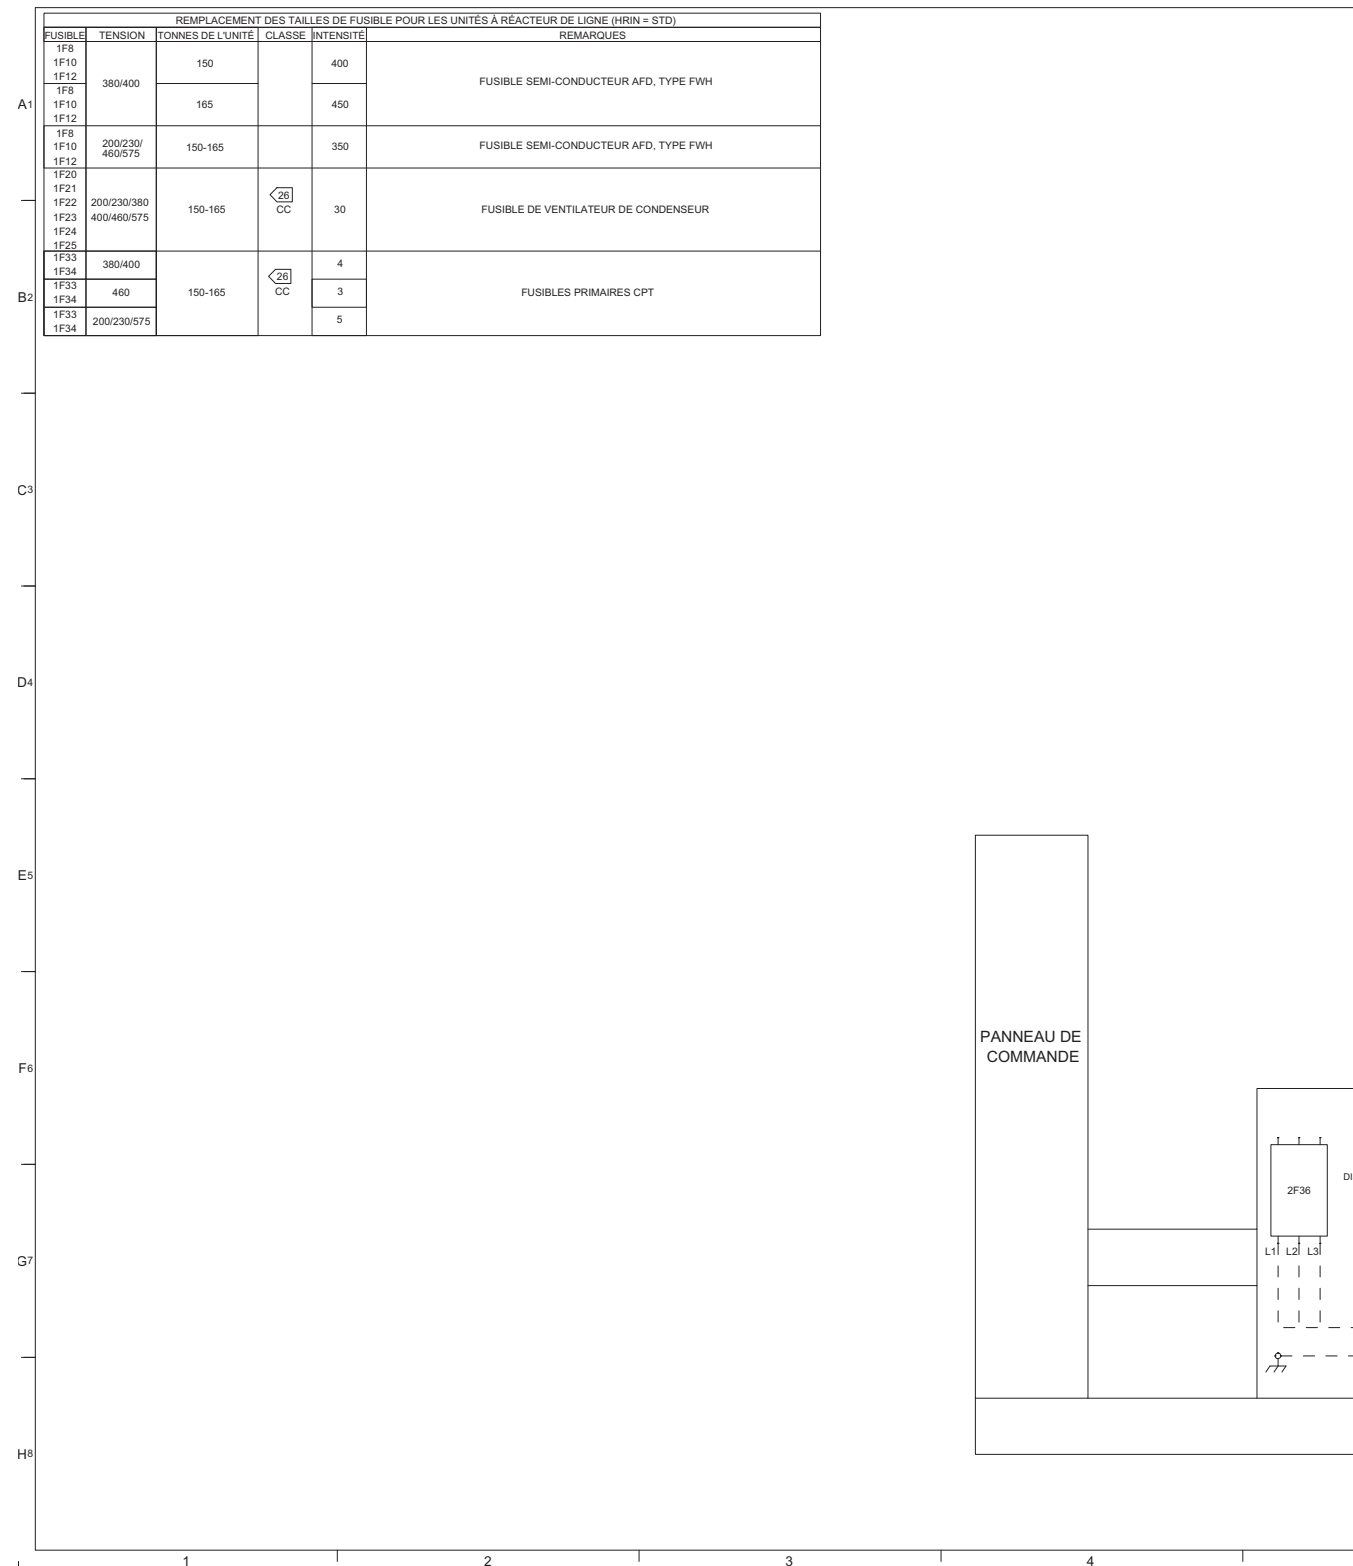 REMPLACEMENT DES TAILLES DE FUSIBLE POUR LES UNITÉS À RÉACTEUR DE LIGNE (HRIN = STD)
FUSIBLE TENSION TONNES DE L'UNITÉ CLASSE INTENSITÉ REMARQUES
1F8
1F10
1F12
380/400
150
400
FUSIBLE SEMI-CONDUCTEUR AFD, TYPE FWH
1F8
1F10
1F12
165
450
1F8
1F10
1F12
200/230/
460/575
150-165
350
FUSIBLE SEMI-CONDUCTEUR AFD, TYPE FWH
1F20
1F21
1F22
1F23
1F24
1F25
200/230/380
400/460/575
150-165
26
CC
30
FUSIBLE DE VENTILATEUR DE CONDENSEUR
1F33
1F34
380/400
4
1F33
1F34
460
150-165
26
CC
3
FUSIBLES PRIMAIRES CPT
1F33
1F34
200/230/575
5
A1
B2
C3
D4
E5
F6
G7
H8
PANNEAU DE
COMMANDE
2F36
DI
L1 L2 L3
1 2 3 4